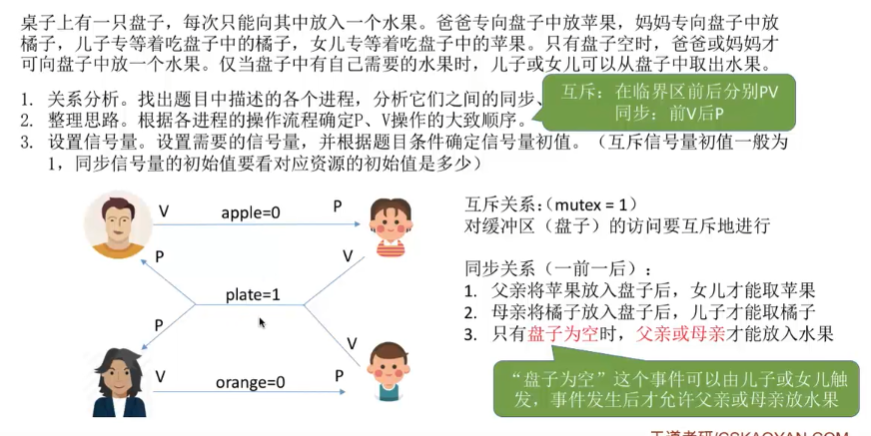 桌子上有一只盘子，每次只能向其中放入一个水果。爸爸专向盘子中放苹果，妈妈专向盘子中放
橘子，儿子专等着吃盘子中的橘子，女儿专等着吃盘子中的苹果。只有盘子空时，爸爸或妈妈才
可向盘子中放一个水果。仅当盘子中有自己需要的水果时，儿子或女儿可以从盘子中取出水果。
1. 关系分析。找出题目中描述的各个进程，分析它们之间的同步、
2. 整理思路。根据各进程的操作流程确定P、V操作的大致顺序。
3. 设置信号量。设置需要的信号量，并根据题目条件确定信号量初值。（互斥信号量初值一般为
1，同步信号量的初始值要看对应资源的初始值是多少）
互斥：在临界区前后分别PV
同步：前V后P
V
apple=0
P
P
V
plate=1
P
V
V
orange=0
P
互斥关系：（mutex = 1）
对缓冲区（盘子）的访问要互斥地进行
同步关系（一前一后）：
1. 父亲将苹果放入盘子后，女儿才能取苹果
2. 母亲将橘子放入盘子后，儿子才能取橘子
3. 只有盘子为空时，父亲或母亲才能放入水果
“盘子为空”这个事件可以由儿子或女儿触
发，事件发生后才允许父亲或母亲放水果
王道考研/CSKAOYAN.COM